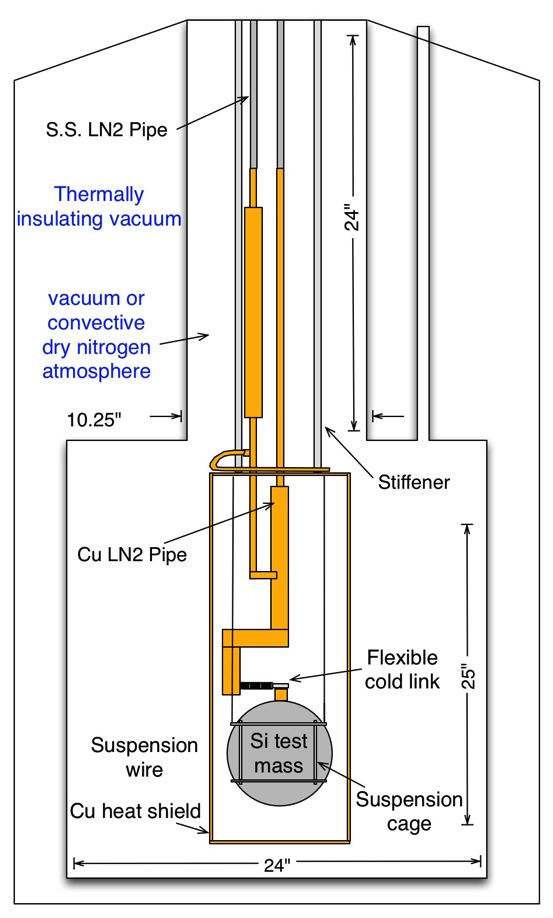 S.S. LN2 Pipe
Thermally
insulating vacuum
24"
vacuum or
convective
dry nitrogen
atmosphere
10.25"
Stiffener
Cu LN2 Pipe
Flexible
cold link
25"
Si test
mass
Suspension
wire
Suspension
cage
Cu heat shield
24"